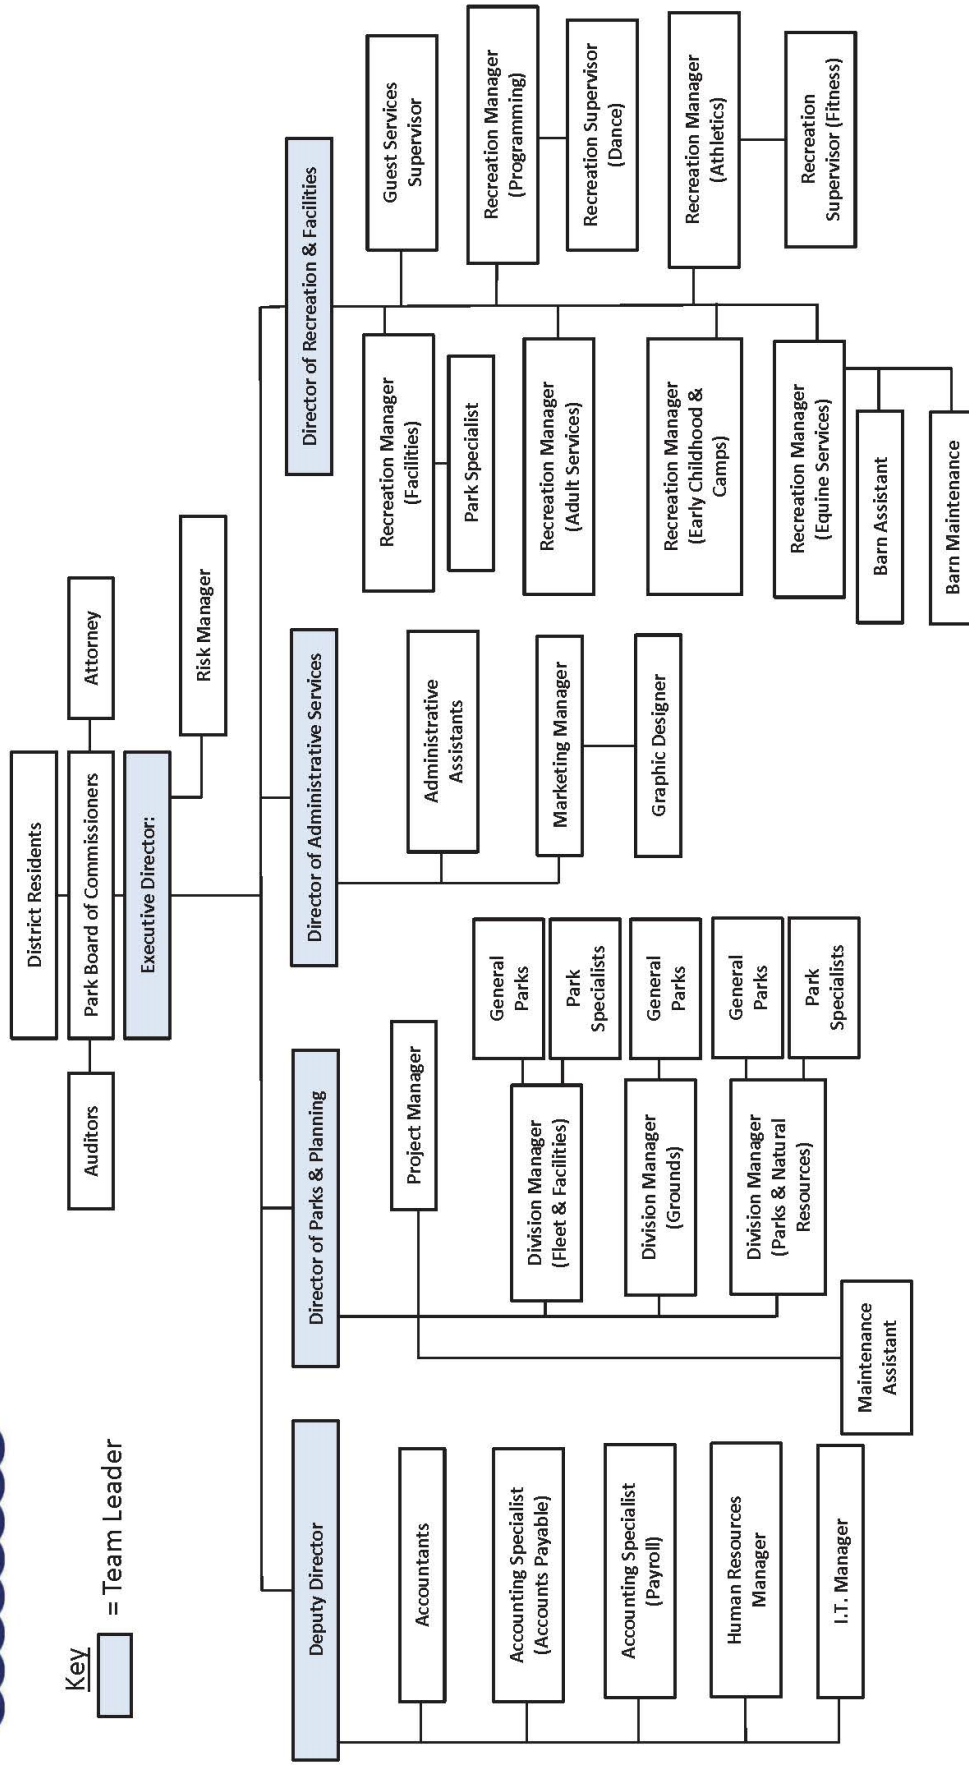 Key
= Team Leader
District Residents
Auditors
Park Board of Commissioners
Attorney
Executive Director:
Risk Manager
Deputy Director
Accountants
Accounting Specialist
(Accounts Payable)
Accounting Specialist
(Payroll)
Human Resources
Manager
I.T. Manager
Director of Parks & Planning
Project Manager
Division Manager
(Fleet & Facilities)
General
Parks
Park
Specialists
Division Manager
(Grounds)
General
Parks
Division Manager
(Parks & Natural
Resources)
General
Parks
Park
Specialists
Maintenance
Assistant
Director of Administrative Services
Administrative
Assistants
Marketing Manager
Graphic Designer
Director of Recreation & Facilities
Recreation Manager
(Facilities)
Park Specialist
Recreation Manager
(Adult Services)
Recreation Manager
(Early Childhood &
Camps)
Recreation Manager
(Equine Services)
Barn Assistant
Barn Maintenance
Guest Services
Supervisor
Recreation Manager
(Programming)
Recreation Supervisor
(Dance)
Recreation Manager
(Athletics)
Recreation
Supervisor (Fitness)